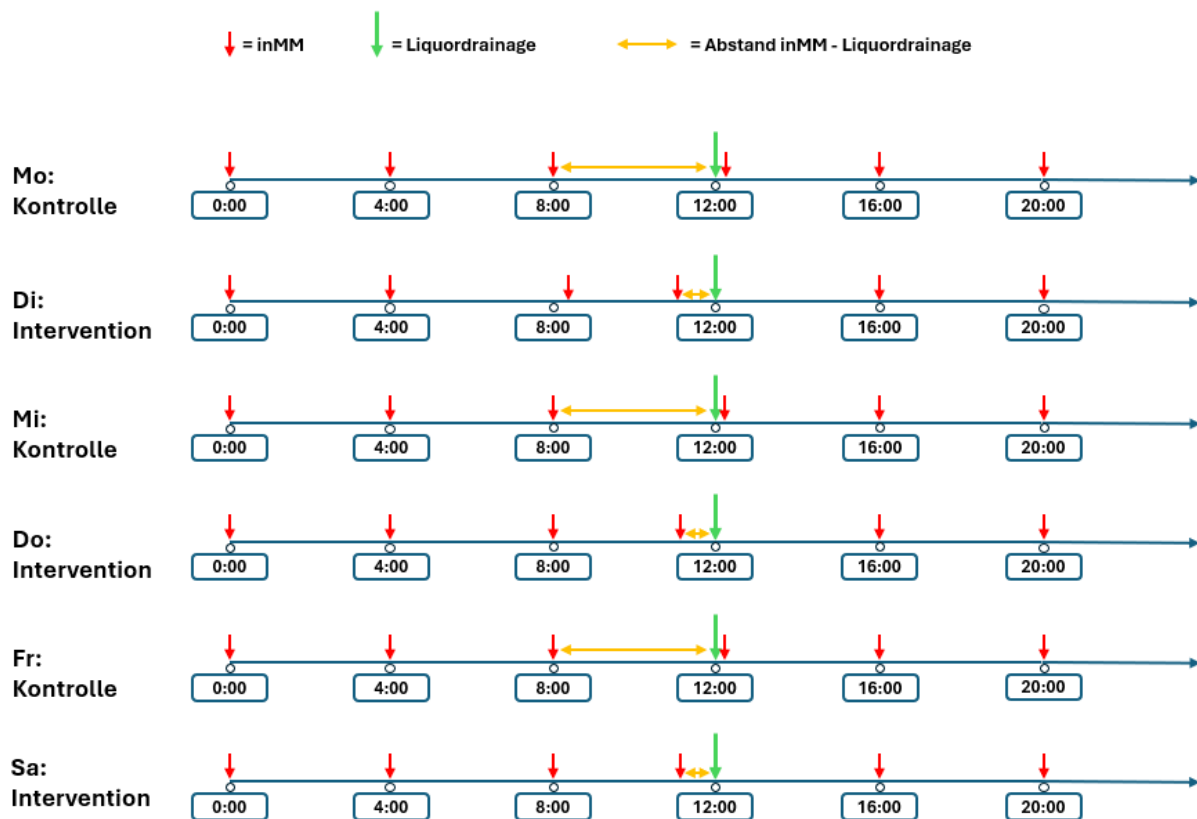 = inMM = Liquordrainage = Abstand inMM - Liquordrainage
Mo:
Kontrolle
0:00 4:00 8:00 12:00 16:00 20:00
Di:
Intervention
0:00 4:00 8:00 12:00 16:00 20:00
Mi:
Kontrolle
0:00 4:00 8:00 12:00 16:00 20:00
Do:
Intervention
0:00 4:00 8:00 12:00 16:00 20:00
Fr:
Kontrolle
0:00 4:00 8:00 12:00 16:00 20:00
Sa:
Intervention
0:00 4:00 8:00 12:00 16:00 20:00